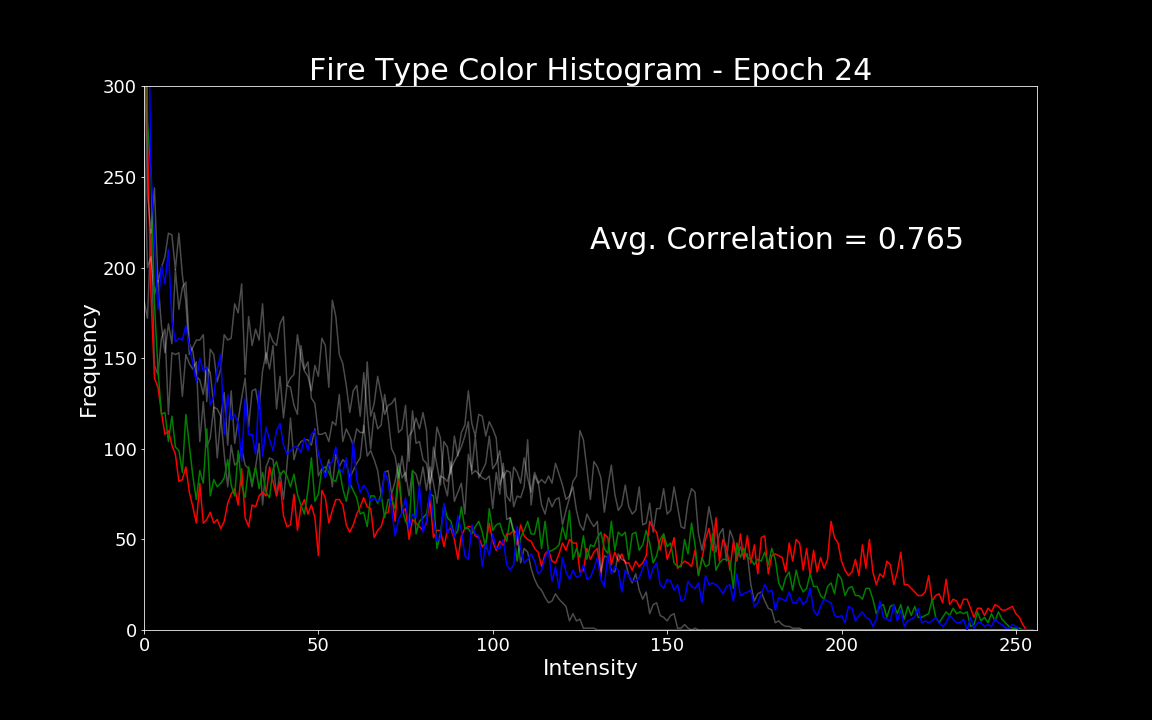 Fire Type Color Histogram - Epoch 24
300
250
200
150
100
50
0
Frequency
Avg. Correlation = 0.765
0 50 100 150 200 250
Intensity